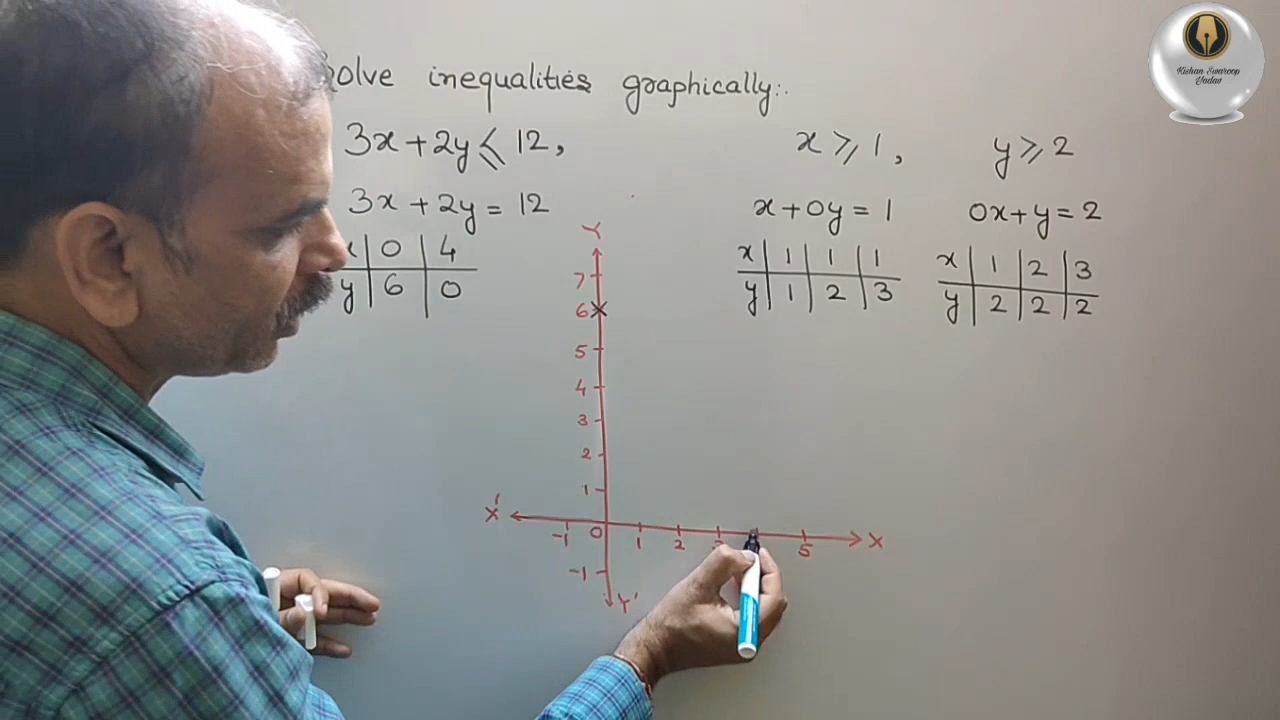 olve inequalities graphically:.
3x + 2y ≤ 12, x ≥ 1, y ≥ 2
3x + 2y = 12 x + 0y = 1 0x + y = 2
x | 0 | 4 x | 1 | 1 | 1 x | 1 | 2 | 3
y | 6 | 0 y | 1 | 2 | 3 y | 2 | 2 | 2
Y
7
6
5
4
3
2
1
X' -1 0 1 2 3 5 X
-1
Y'
Kishan Swaroop
Yadav